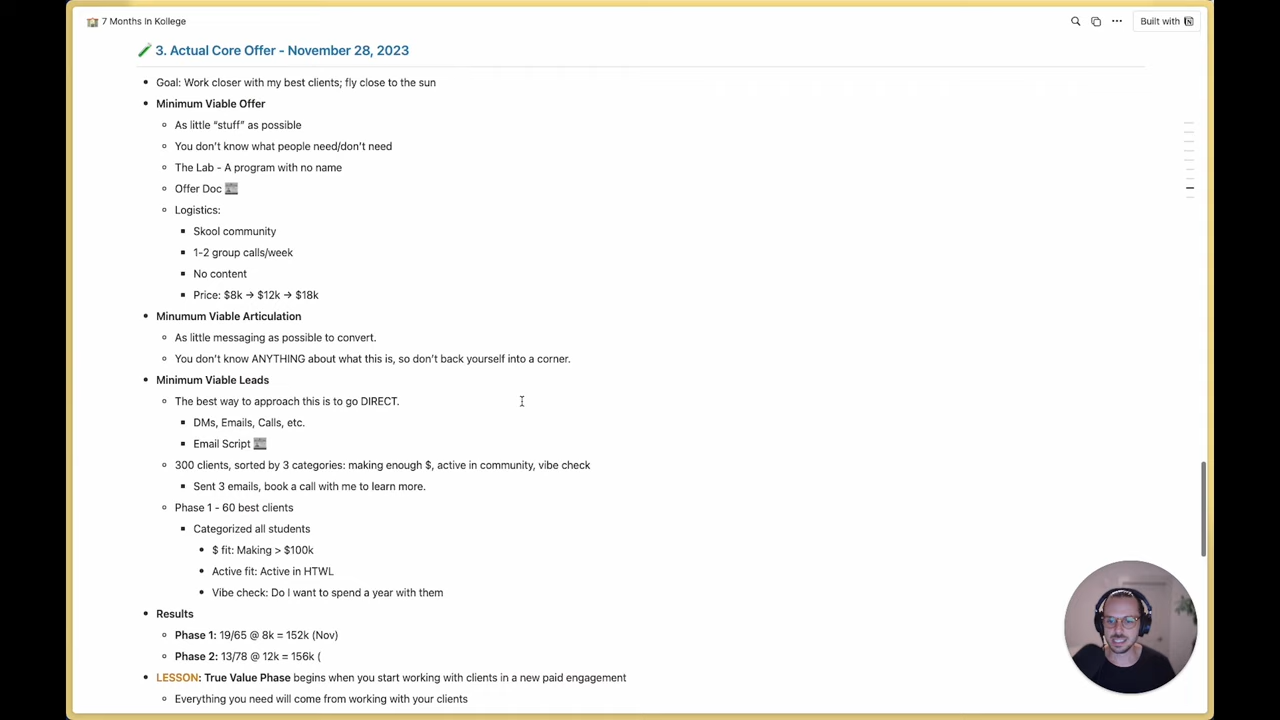 7 Months In Kollege
Built with
3. Actual Core Offer - November 28, 2023
Goal: Work closer with my best clients; fly close to the sun
Minimum Viable Offer
As little “stuff” as possible
You don’t know what people need/don’t need
The Lab - A program with no name
Offer Doc
Logistics:
Skool community
1-2 group calls/week
No content
Price: $8k → $12k → $18k
Minumum Viable Articulation
As little messaging as possible to convert.
You don’t know ANYTHING about what this is, so don’t back yourself into a corner.
Minimum Viable Leads
The best way to approach this is to go DIRECT.
DMs, Emails, Calls, etc.
Email Script
300 clients, sorted by 3 categories: making enough $, active in community, vibe check
Sent 3 emails, book a call with me to learn more.
Phase 1 - 60 best clients
Categorized all students
$ fit: Making > $100k
Active fit: Active in HTWL
Vibe check: Do I want to spend a year with them
Results
Phase 1: 19/65 @ 8k = 152k (Nov)
Phase 2: 13/78 @ 12k = 156k (
LESSON: True Value Phase begins when you start working with clients in a new paid engagement
Everything you need will come from working with your clients